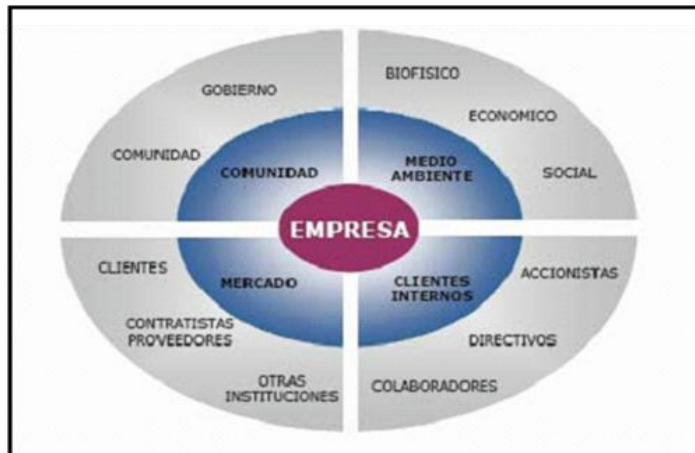 GOBIERNO
COMUNIDAD
COMUNIDAD
BIOFISICO
ECONOMICO
SOCIAL
MEDIO
AMBIENTE
EMPRESA
CLIENTES
MERCADO
CONTRATISTAS
PROVEEDORES
OTRAS
INSTITUCIONES
CLIENTES
INTERNOS
ACCIONISTAS
DIRECTIVOS
COLABORADORES